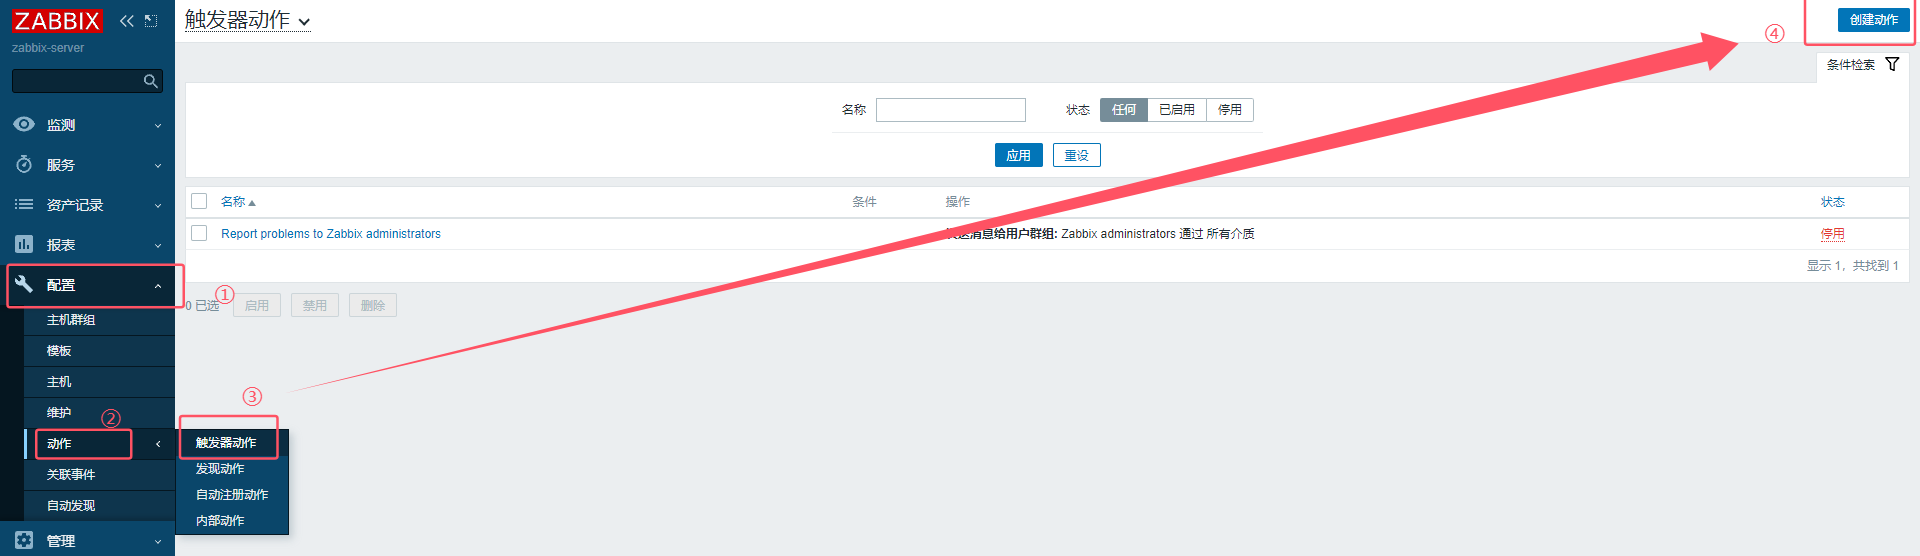 ZABBIX
zabbix-server
监测
服务
资产记录
报表
配置
①
主机群组
模板
主机
维护
②
动作
关联事件
自动发现
管理
③
触发器动作
发现动作
自动注册动作
内部动作
触发器动作
④
创建动作
条件检索
名称
状态 任何 已启用 停用
应用 重设
名称 条件 操作 状态
Report problems to Zabbix administrators 消息给用户群组: Zabbix administrators 通过 所有介质 停用
显示 1，共找到 1
0 已选 启用 禁用 删除